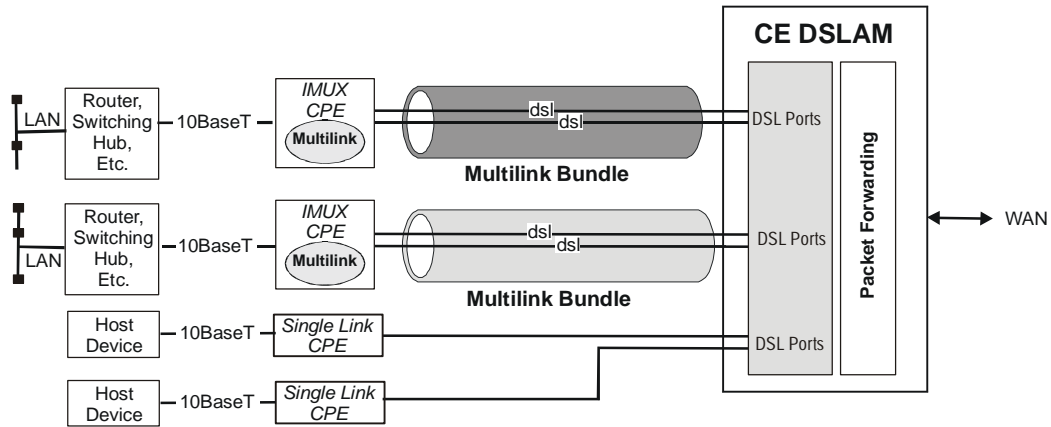 CE DSLAM
LAN
Router,
Switching
Hub,
Etc.
10BaseT
IMUX
CPE
Multilink
dsl
dsl
Multilink Bundle
DSL Ports
LAN
Router,
Switching
Hub,
Etc.
10BaseT
IMUX
CPE
Multilink
dsl
dsl
Multilink Bundle
DSL Ports
Packet Forwarding
WAN
Host
Device
10BaseT
Single Link
CPE
DSL Ports
Host
Device
10BaseT
Single Link
CPE